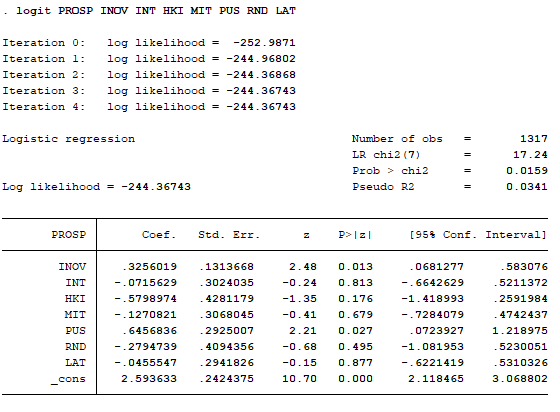 . logit PROSP INOV INT HKI MIT PUS RND LAT
Iteration 0:   log likelihood =  -252.9871
Iteration 1:   log likelihood = -244.96802
Iteration 2:   log likelihood = -244.36868
Iteration 3:   log likelihood = -244.36743
Iteration 4:   log likelihood = -244.36743
Logistic regression                               Number of obs   =       1317
                                                  LR chi2(7)      =      17.24
                                                  Prob > chi2     =     0.0159
Log likelihood = -244.36743                       Pseudo R2       =     0.0341
PROSP        Coef.   Std. Err.      z    P>|z|     [95% Conf. Interval]
INOV     .3256019   .1313668     2.48   0.013     .0681277     .583076
INT    -.0715629   .3024035    -0.24   0.813    -.6642629    .5211372
HKI    -.5798974   .4281179    -1.35   0.176    -1.418993    .2591984
MIT    -.1270821   .3068045    -0.41   0.679    -.7284079    .4742437
PUS     .6456836   .2925007     2.21   0.027     .0723927    1.218975
RND    -.2794739   .4094356    -0.68   0.495    -1.081953    .5230051
LAT    -.0455547   .2941826    -0.15   0.877    -.6221419    .5310326
_cons     2.593633   .2424375    10.70   0.000     2.118465    3.068802